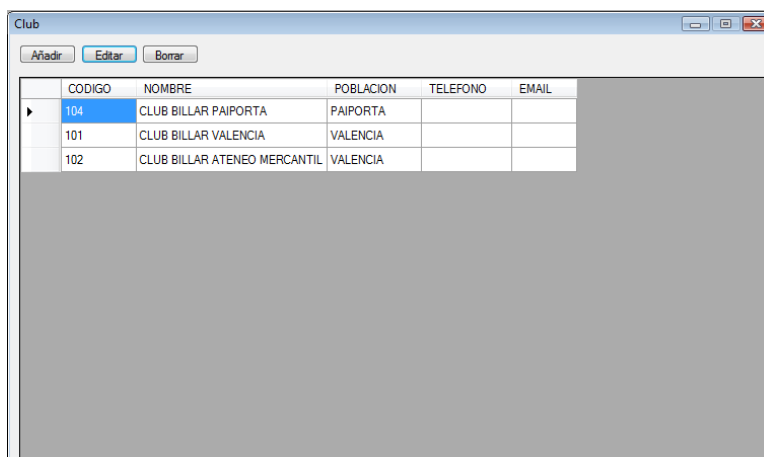 Club
Añadir Editar Borrar
CODIGO NOMBRE POBLACION TELEFONO EMAIL
104 CLUB BILLAR PAIPORTA PAIPORTA
101 CLUB BILLAR VALENCIA VALENCIA
102 CLUB BILLAR ATENEO MERCANTIL VALENCIA